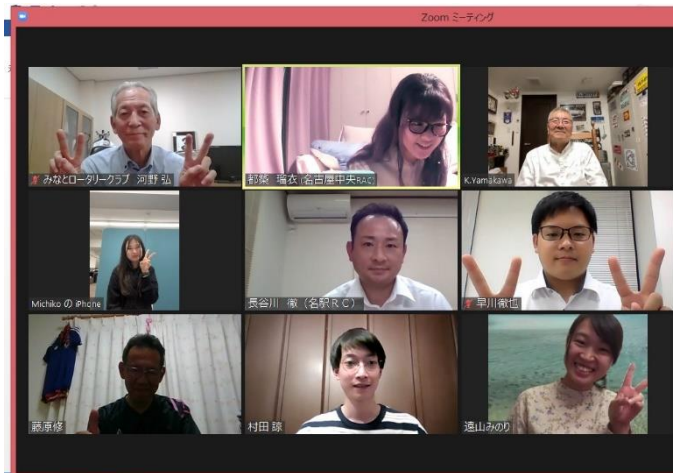 Zoom ミーティング
みなとロータリークラブ 河野 弘
都築 瑠衣(名古屋中央RAC)
K.Yamakawa
Michiko の iPhone
長谷川 徹 (名駅RC)
早川徹也
藤原修
村田 諒
遠山みのり